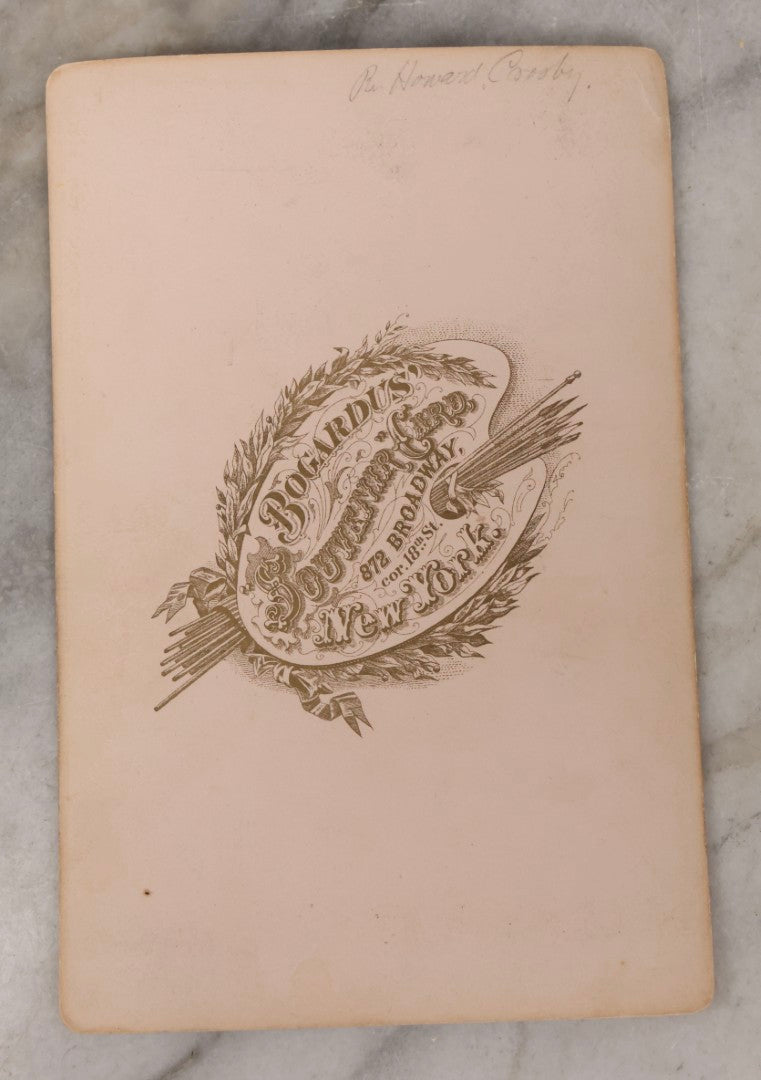 Rev Howard Crosby.
BOGARDUS'
SOUVENIR CARD.
872 BROADWAY,
cor. 18th St.
NEW YORK.